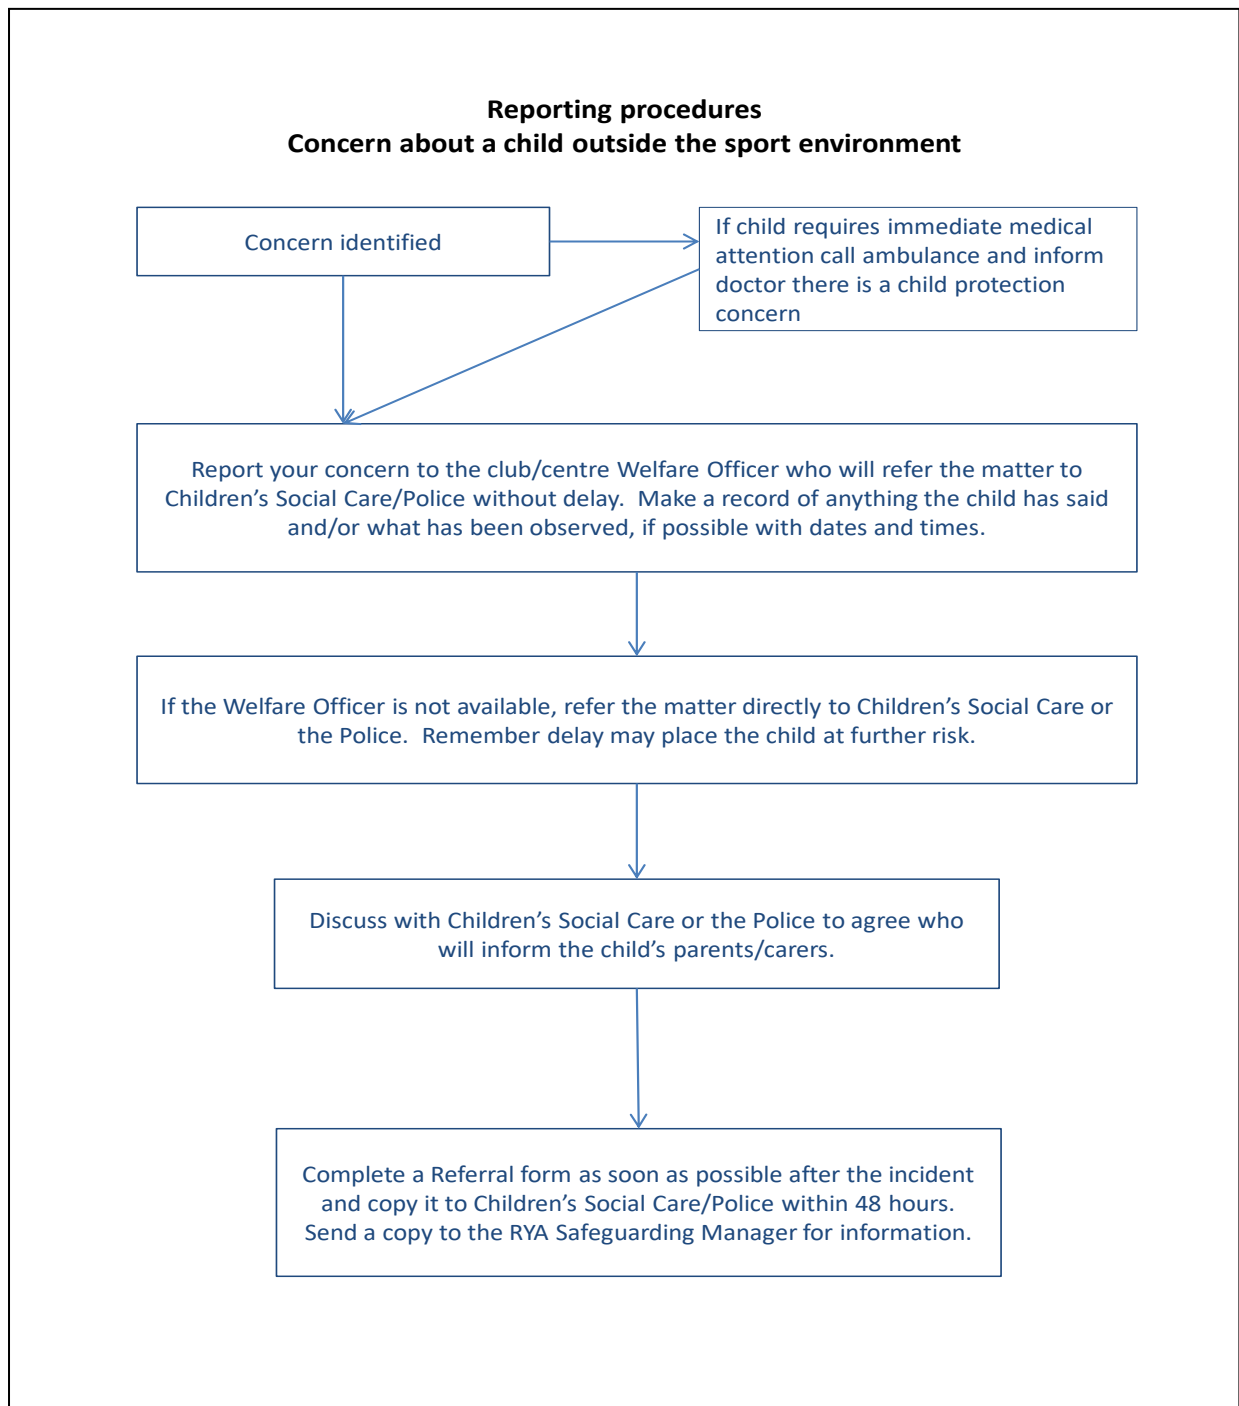 Reporting procedures
Concern about a child outside the sport environment
Concern identified
If child requires immediate medical
attention call ambulance and inform
doctor there is a child protection
concern
Report your concern to the club/centre Welfare Officer who will refer the matter to
Children’s Social Care/Police without delay.  Make a record of anything the child has said
and/or what has been observed, if possible with dates and times.
If the Welfare Officer is not available, refer the matter directly to Children’s Social Care or
the Police.  Remember delay may place the child at further risk.
Discuss with Children’s Social Care or the Police to agree who
will inform the child’s parents/carers.
Complete a Referral form as soon as possible after the incident
and copy it to Children’s Social Care/Police within 48 hours.
Send a copy to the RYA Safeguarding Manager for information.